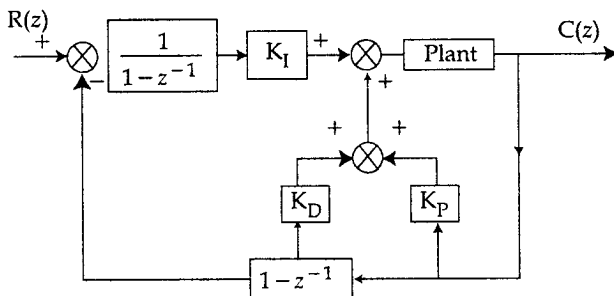 R(z)
C(z)
+
−
1
1−z⁻¹
K_I
+
Plant
+
+
+
K_D
K_P
1−z⁻¹